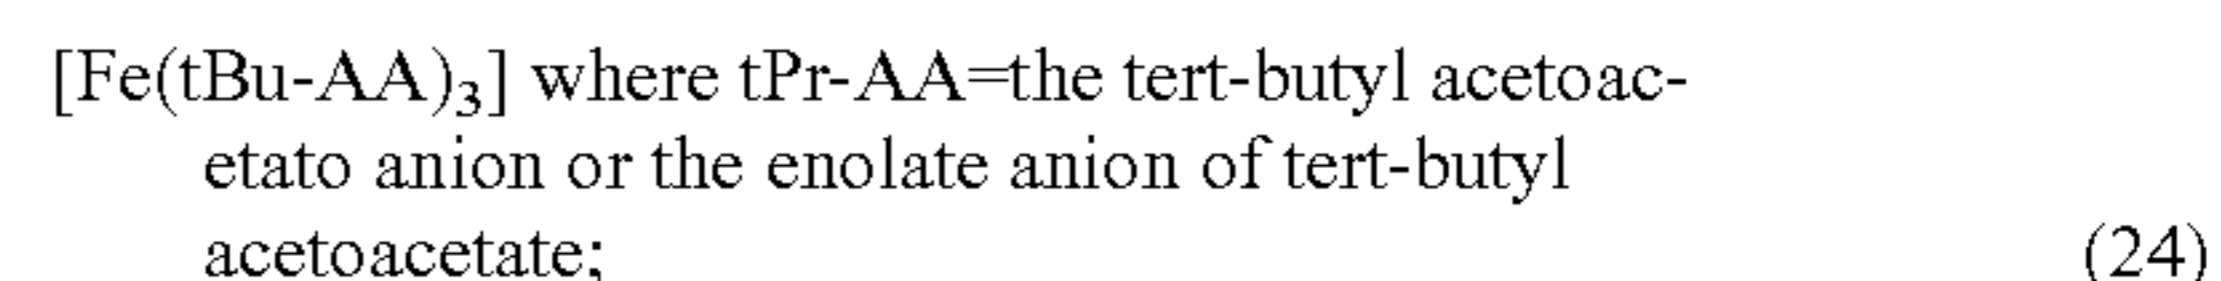 [Fe(tBu-AA)₃] where tPr-AA=the tert-butyl acetoac-
etato anion or the enolate anion of tert-butyl
acetoacetate; (24)